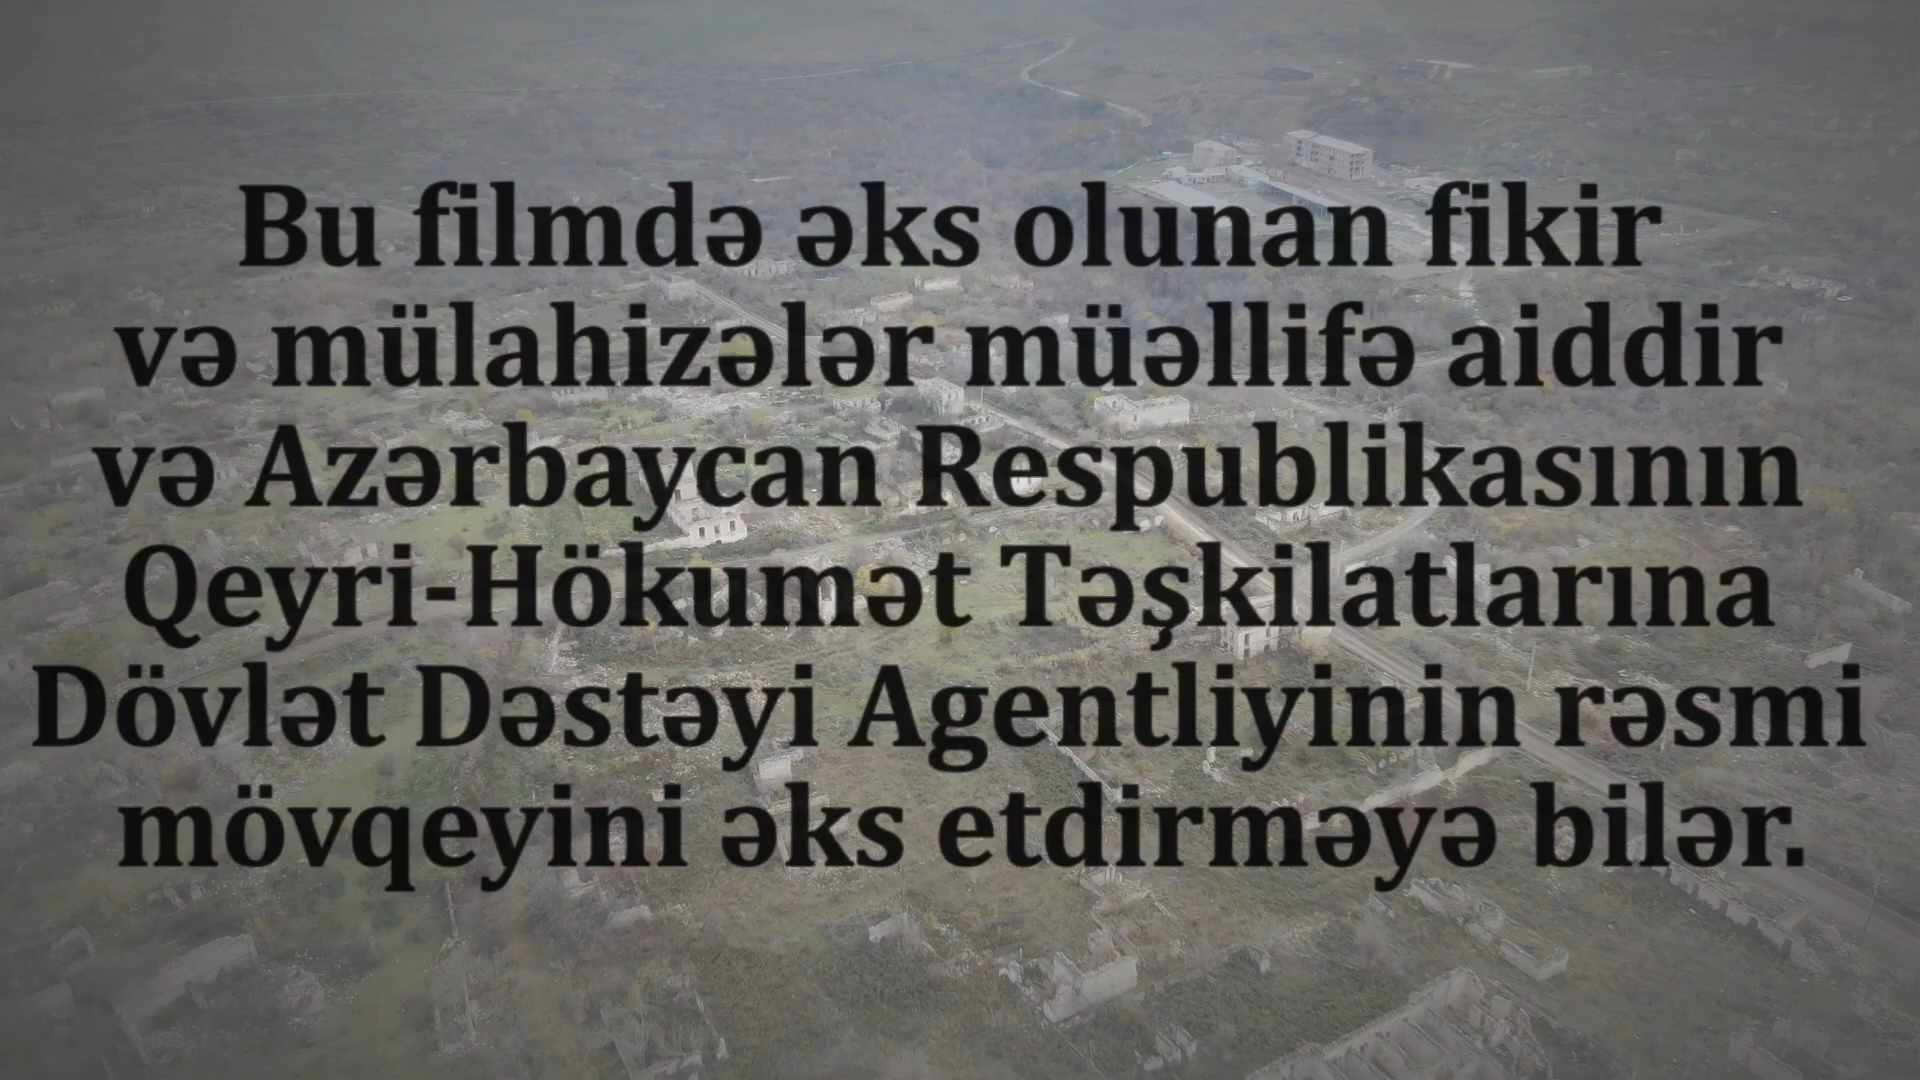 Bu filmdə əks olunan fikir
və mülahizələr müəllifə aiddir
və Azərbaycan Respublikasının
Qeyri-Hökumət Təşkilatlarına
Dövlət Dəstəyi Agentliyinin rəsmi
mövqeyini əks etdirməyə bilər.